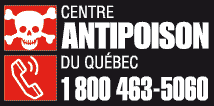 CENTRE
ANTIPOISON
DU QUÉBEC
1 800 463-5060